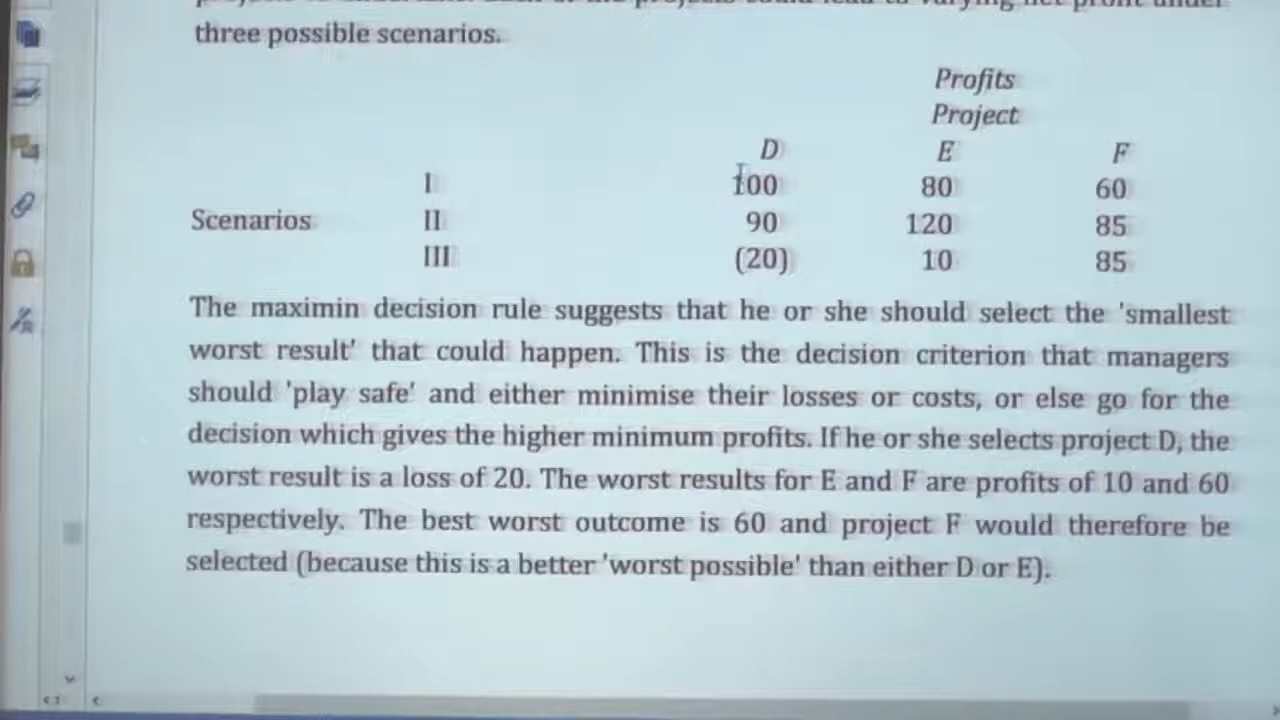 three possible scenarios.
Profits
Project
D E F
I 100 80 60
Scenarios II 90 120 85
III (20) 10 85
The maximin decision rule suggests that he or she should select the 'smallest
worst result' that could happen. This is the decision criterion that managers
should 'play safe' and either minimise their losses or costs, or else go for the
decision which gives the higher minimum profits. If he or she selects project D, the
worst result is a loss of 20. The worst results for E and F are profits of 10 and 60
respectively. The best worst outcome is 60 and project F would therefore be
selected (because this is a better 'worst possible' than either D or E).